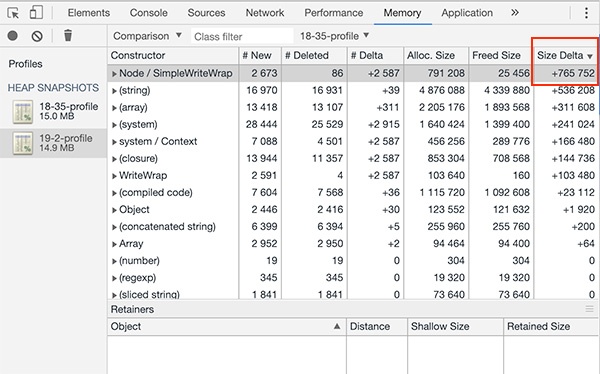 Elements Console Sources Network Performance Memory Application »
Comparison ▼ Class filter 18-35-profile ▼
Profiles
HEAP SNAPSHOTS
18-35-profile
15.0 MB
19-2-profile
14.9 MB
Constructor # New # Deleted # Delta Alloc. Size Freed Size Size Delta ▼
▶ Node / SimpleWriteWrap 2 673 86 +2 587 791 208 25 456 +765 752
▶ (string) 16 970 16 931 +39 4 876 088 4 339 880 +536 208
▶ (array) 13 418 13 107 +311 2 205 176 1 893 568 +311 608
▶ (system) 28 444 25 529 +2 915 1 640 424 1 399 400 +241 024
▶ system / Context 7 088 4 501 +2 587 456 256 289 776 +166 480
▶ (closure) 13 944 11 357 +2 587 853 304 708 568 +144 736
▶ WriteWrap 2 591 4 +2 587 103 640 160 +103 480
▶ (compiled code) 7 604 7 568 +36 1 115 720 1 092 608 +23 112
▶ Object 2 446 2 416 +30 123 552 121 632 +1 920
▶ (concatenated string) 6 399 6 394 +5 255 960 255 760 +200
▶ Array 2 952 2 950 +2 94 464 94 400 +64
▶ (number) 19 19 0 304 304 0
▶ (regexp) 345 345 0 19 320 19 320 0
▶ (sliced string) 1 841 1 841 0 73 640 73 640 0
Retainers
Object ▲ Distance Shallow Size Retained Size